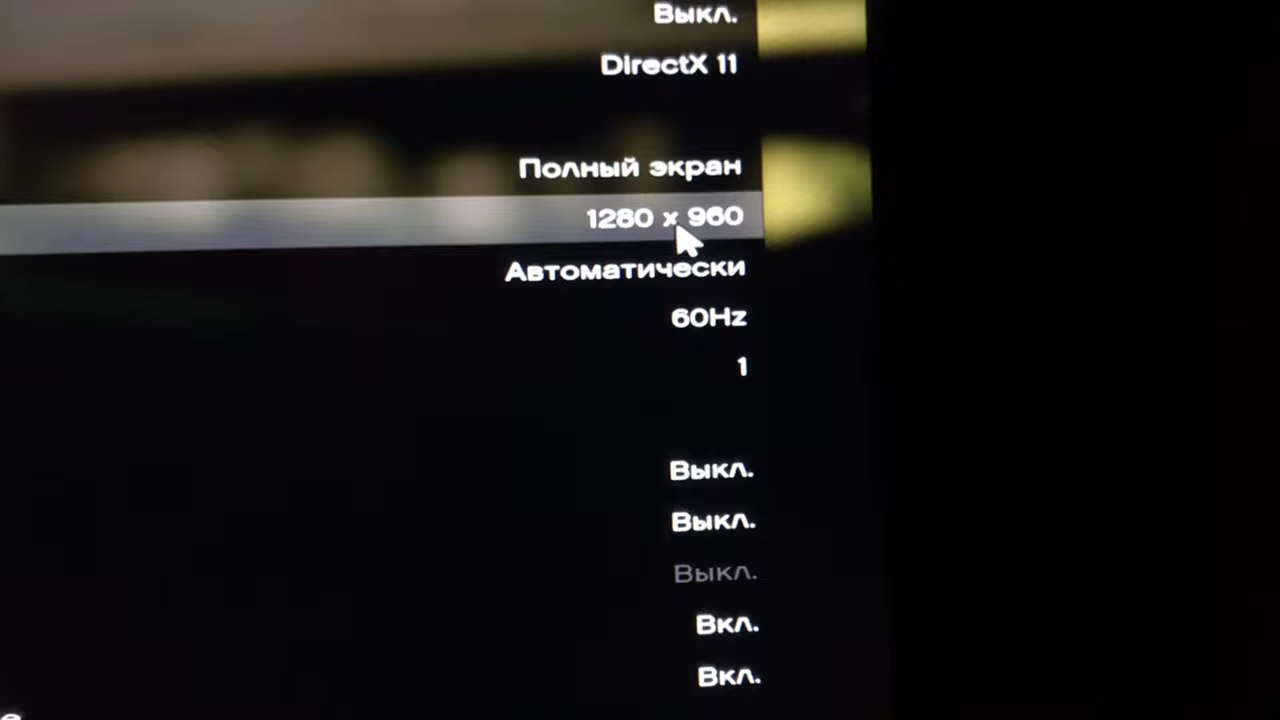 Выкл.
DirectX 11
Полный экран
1280 x 960
Автоматически
60Hz
1
Выкл.
Выкл.
Выкл.
Вкл.
Вкл.